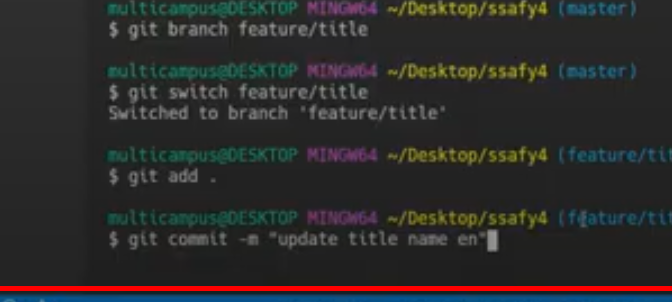 multicampus@DESKTOP MINGW64 ~/Desktop/ssafy4 (master)
$ git branch feature/title
multicampus@DESKTOP MINGW64 ~/Desktop/ssafy4 (master)
$ git switch feature/title
Switched to branch 'feature/title'
multicampus@DESKTOP MINGW64 ~/Desktop/ssafy4 (feature/tit
$ git add .
multicampus@DESKTOP MINGW64 ~/Desktop/ssafy4 (feature/tit
$ git commit -m "update title name en"